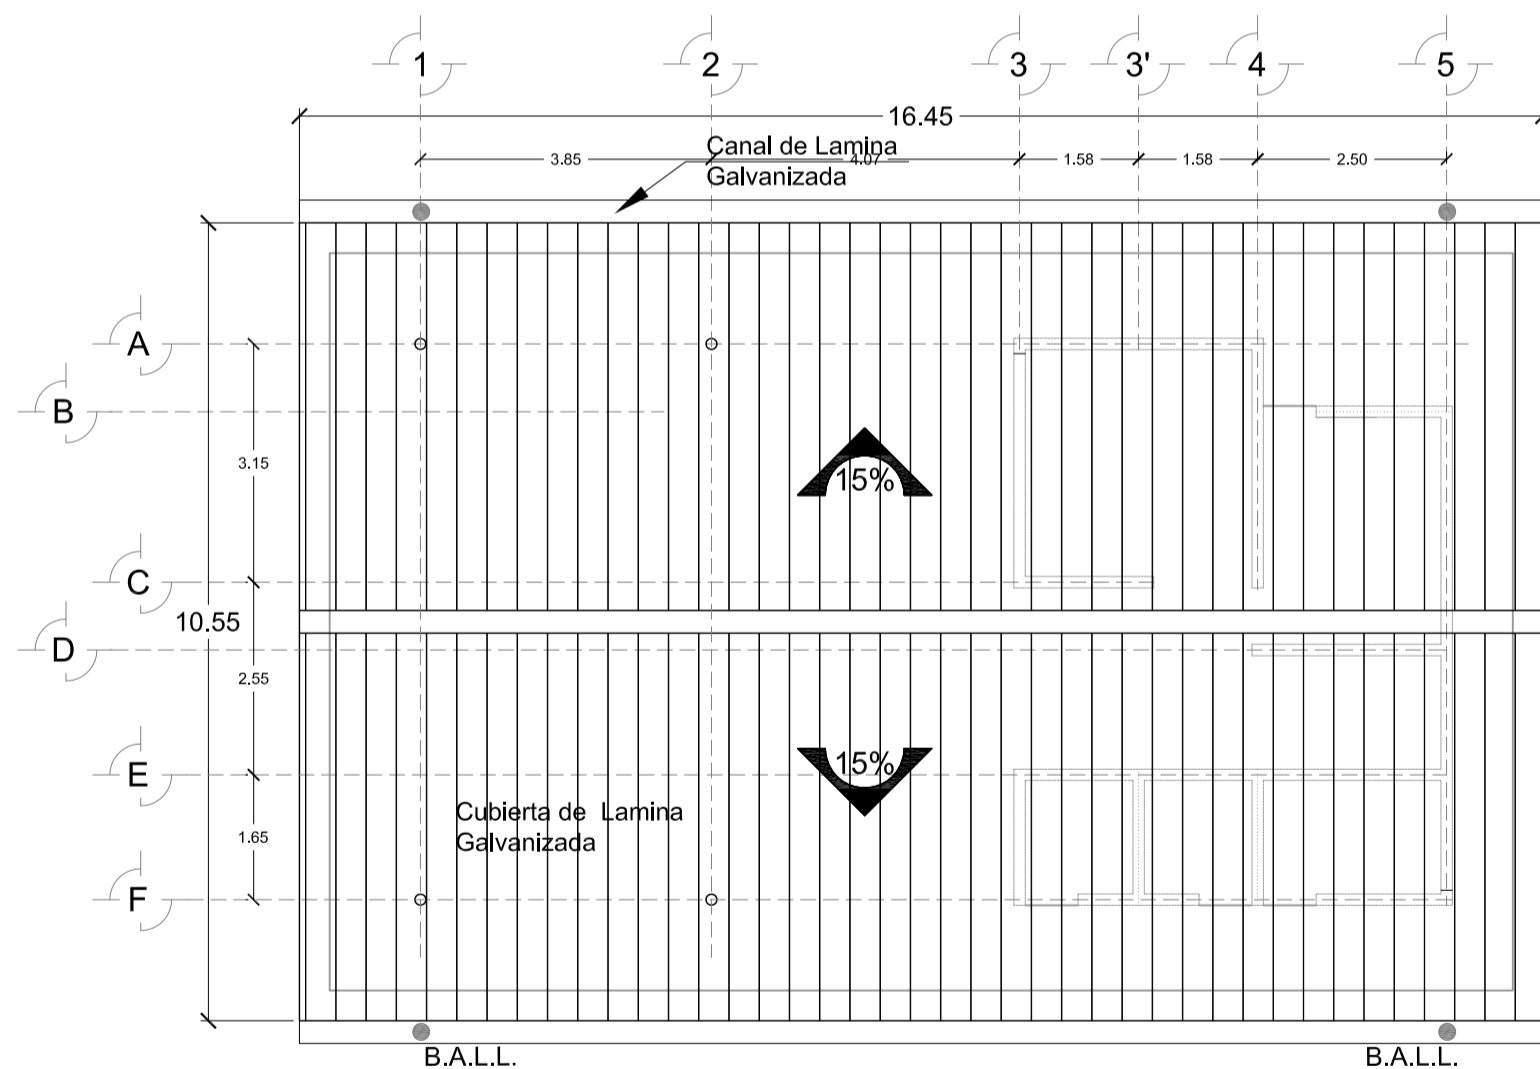 1 2 3 3' 4 5
16.45
Canal de Lamina
3.85 4.07 1.58 1.58 2.50
Galvanizada
A
B
3.15
15%
C
10.55
D
2.55
15%
E
Cubierta de Lamina
1.65
Galvanizada
F
B.A.L.L. B.A.L.L.